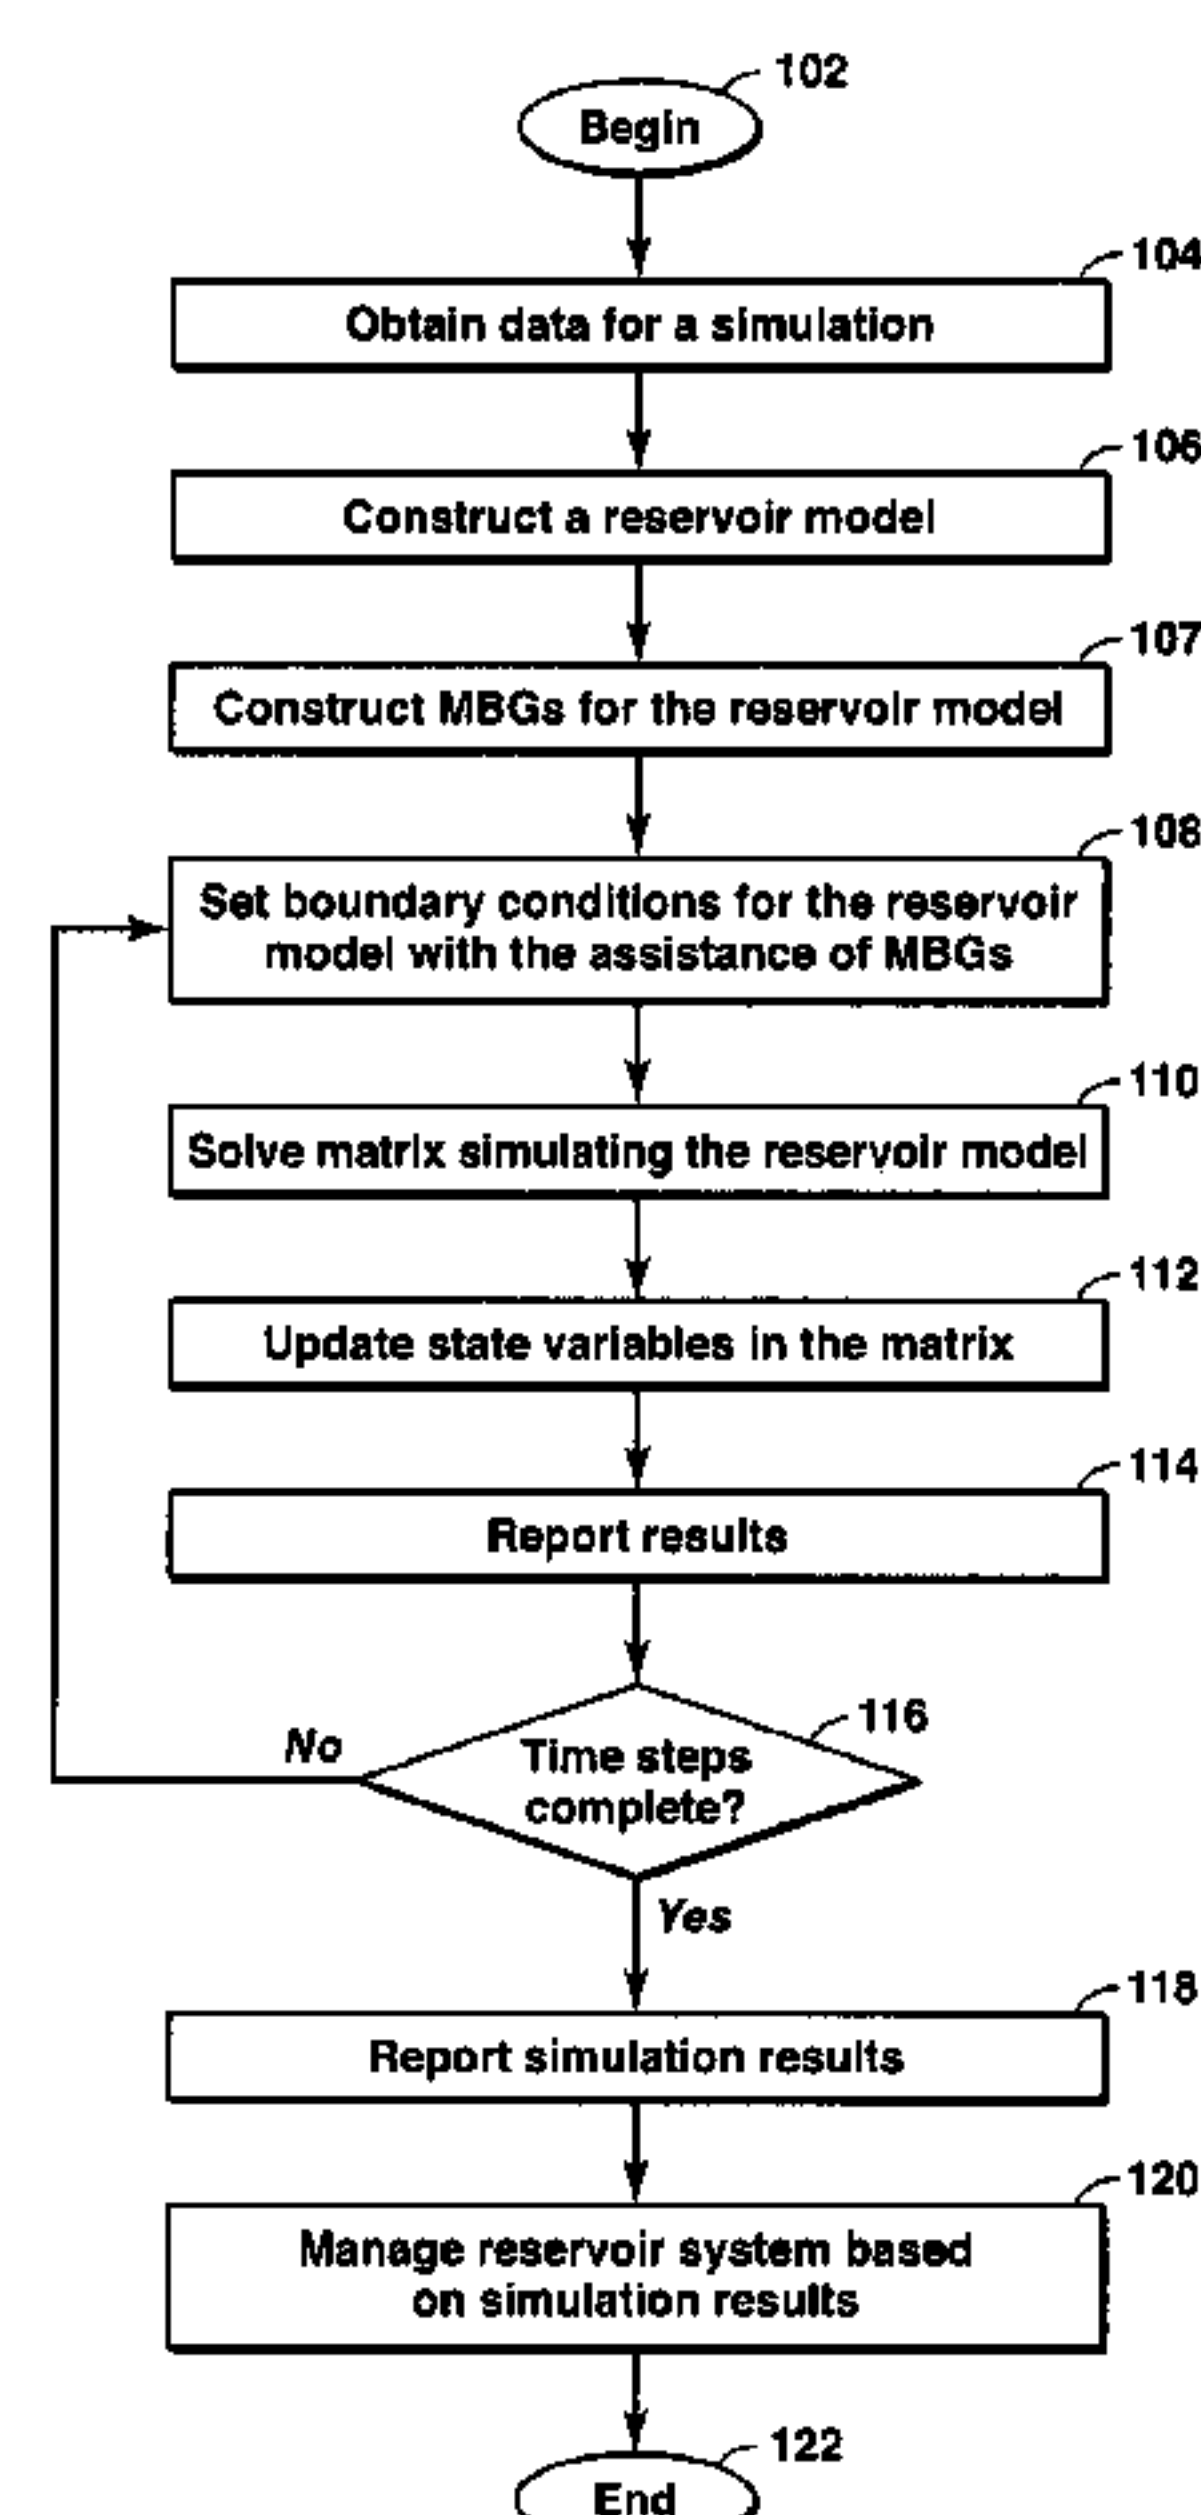 102
Begin
104
Obtain data for a simulation
106
Construct a reservoir model
107
Construct MBGs for the reservoir model
108
Set boundary conditions for the reservoir
model with the assistance of MBGs
110
Solve matrix simulating the reservoir model
112
Update state variables in the matrix
114
Report results
116
No
Time steps
complete?
Yes
118
Report simulation results
120
Manage reservoir system based
on simulation results
122
End